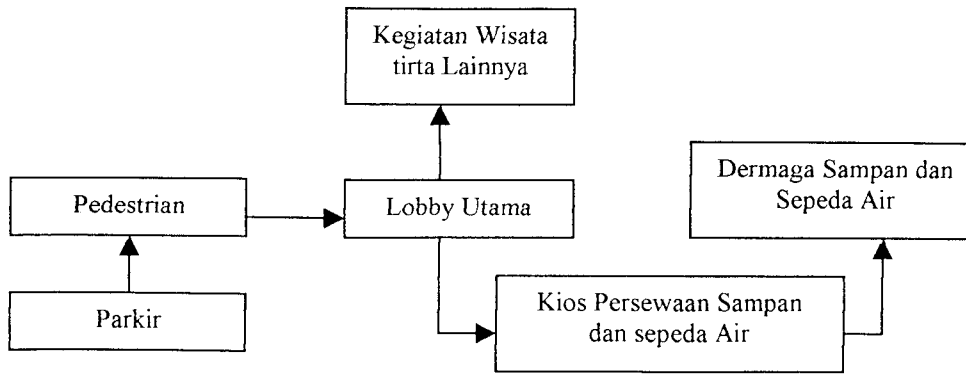 Kegiatan Wisata
tirta Lainnya
Dermaga Sampan dan
Sepeda Air
Pedestrian
Lobby Utama
Parkir
Kios Persewaan Sampan
dan sepeda Air